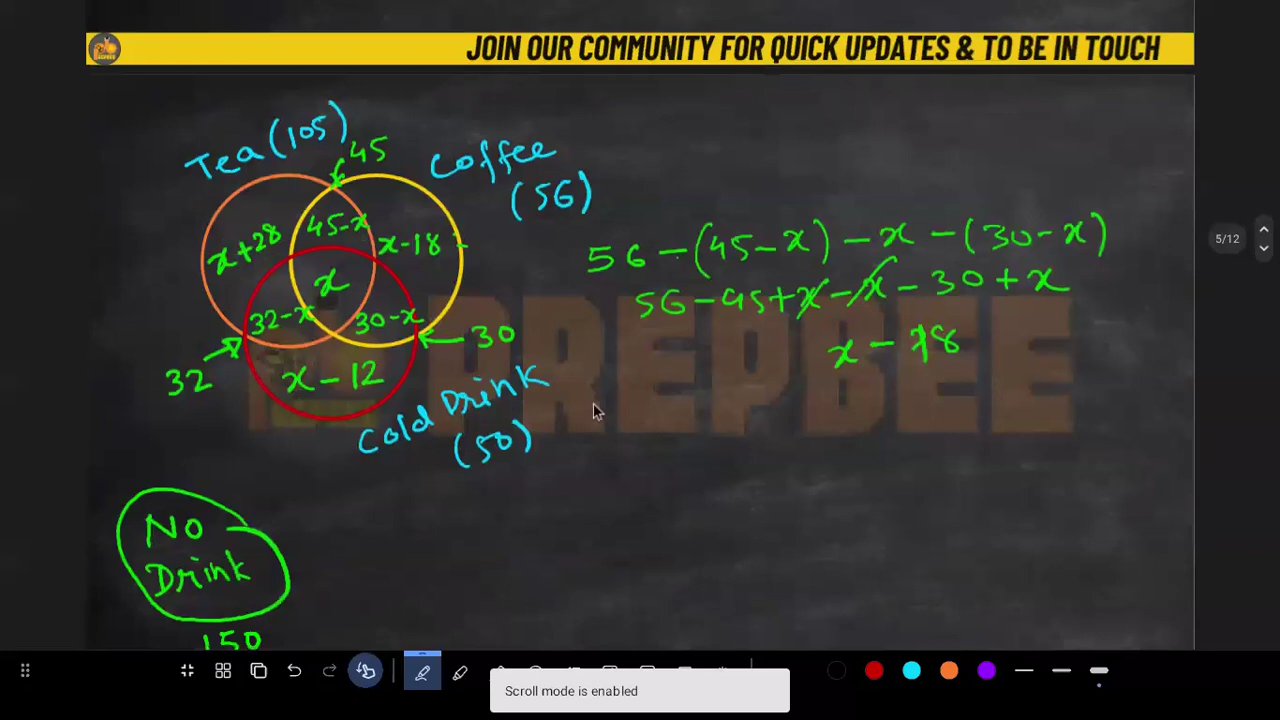 JOIN OUR COMMUNITY FOR QUICK UPDATES & TO BE IN TOUCH
5/12
Tea (105)
45
Coffee
(56)
x+28
45-x
x-18
x
32-x
30-x
x-12
32
30
Cold Drink
(50)
56-(45-x)-x-(30-x)
56-45+x-x-30+x
x-18
PREPBEE
No
Drink
150
Scroll mode is enabled